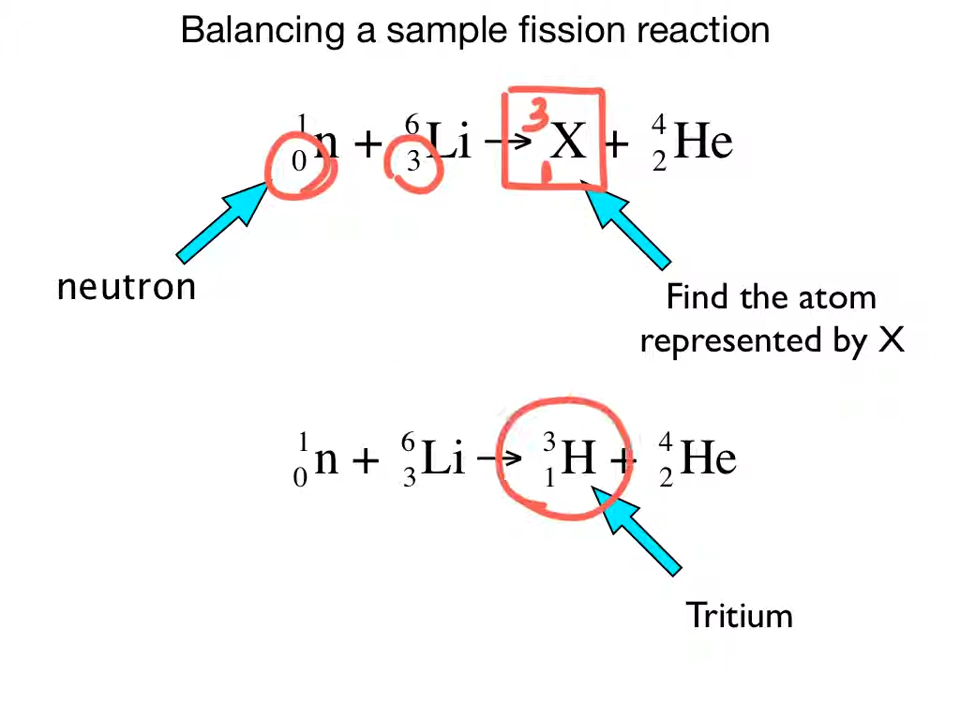 Balancing a sample fission reaction
¹₀n + ⁶₃Li → ³₁X + ⁴₂He
neutron
Find the atom
represented by X
¹₀n + ⁶₃Li → ³₁H + ⁴₂He
Tritium